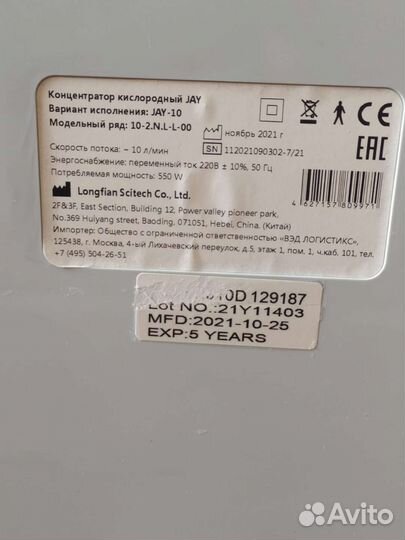 Концентратор кислородный JAY
Вариант исполнения: JAY-10
Модельный ряд: 10-2.N.L-L-00
ноябрь 2021 г
Скорость потока: ~ 10 л/мин
SN 112021090302-7/21
Энергоснабжение: переменный ток 220В ± 10%, 50 Гц
Потребляемая мощность: 550 W
CE
EAC
4 627157 809971
Longfian Scitech Co., Ltd.
2F&3F, East Section, Building 12, Power valley pioneer park,
No.369 Huiyang street, Baoding, 071051, Hebei, China. (Китай)
Импортер: Общество с ограниченной ответственностью «ВЭД ЛОГИСТИКС»,
125438, г. Москва, 4-ый Лихачевский переулок, д.5, этаж 1, пом. 1, ч.каб. 101, тел.
+7 (495) 504-26-51
10D 129187
Lot NO.:21Y11403
MFD:2021-10-25
EXP:5 YEARS
Avito